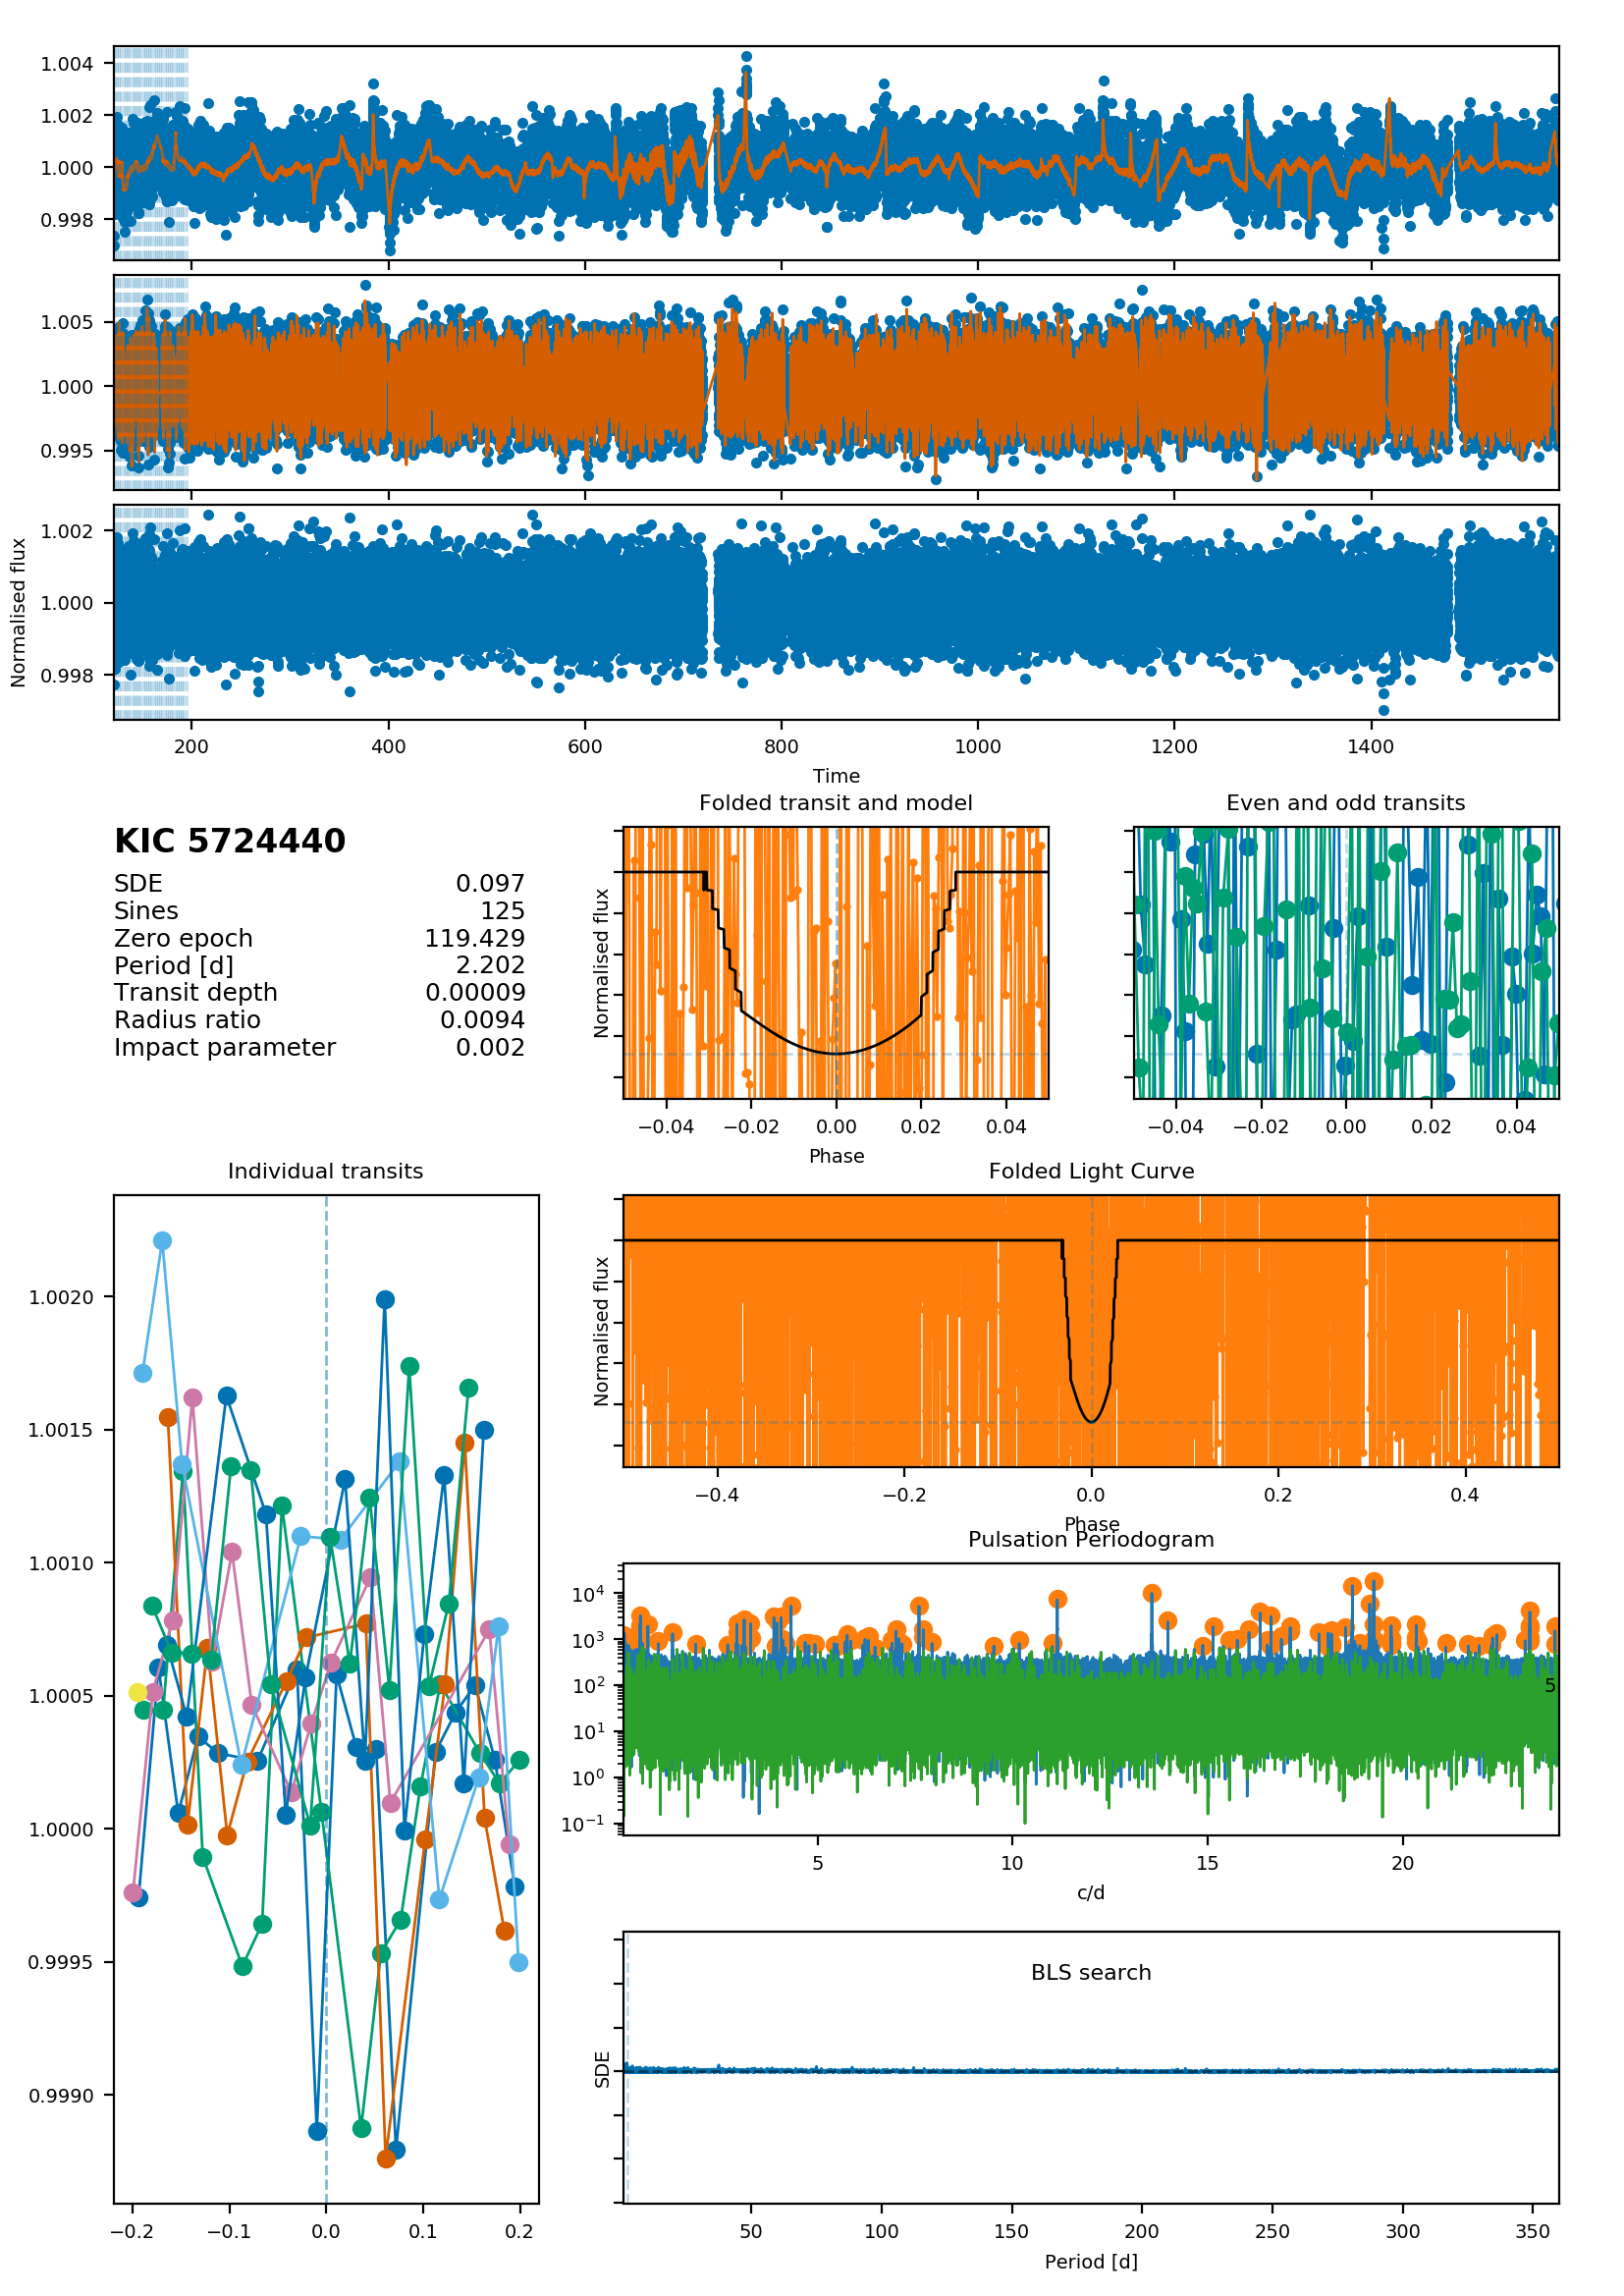 1.004
1.002
1.000
0.998
1.005
1.000
0.995
1.002
1.000
0.998
Normalised flux
200 400 600 800 1000 1200 1400
Time
KIC 5724440
SDE 0.097
Sines 125
Zero epoch 119.429
Period [d] 2.202
Transit depth 0.00009
Radius ratio 0.0094
Impact parameter 0.002
Folded transit and model
Normalised flux
−0.04 −0.02 0.00 0.02 0.04
Phase
Even and odd transits
−0.04 −0.02 0.00 0.02 0.04
Individual transits
1.0020
1.0015
1.0010
1.0005
1.0000
0.9995
0.9990
−0.2 −0.1 0.0 0.1 0.2
Folded Light Curve
Normalised flux
−0.4 −0.2 0.0 0.2 0.4
Phase
Pulsation Periodogram
10⁴
10³
10²
10¹
10⁰
10⁻¹
5
5 10 15 20
c/d
BLS search
SDE
50 100 150 200 250 300 350
Period [d]